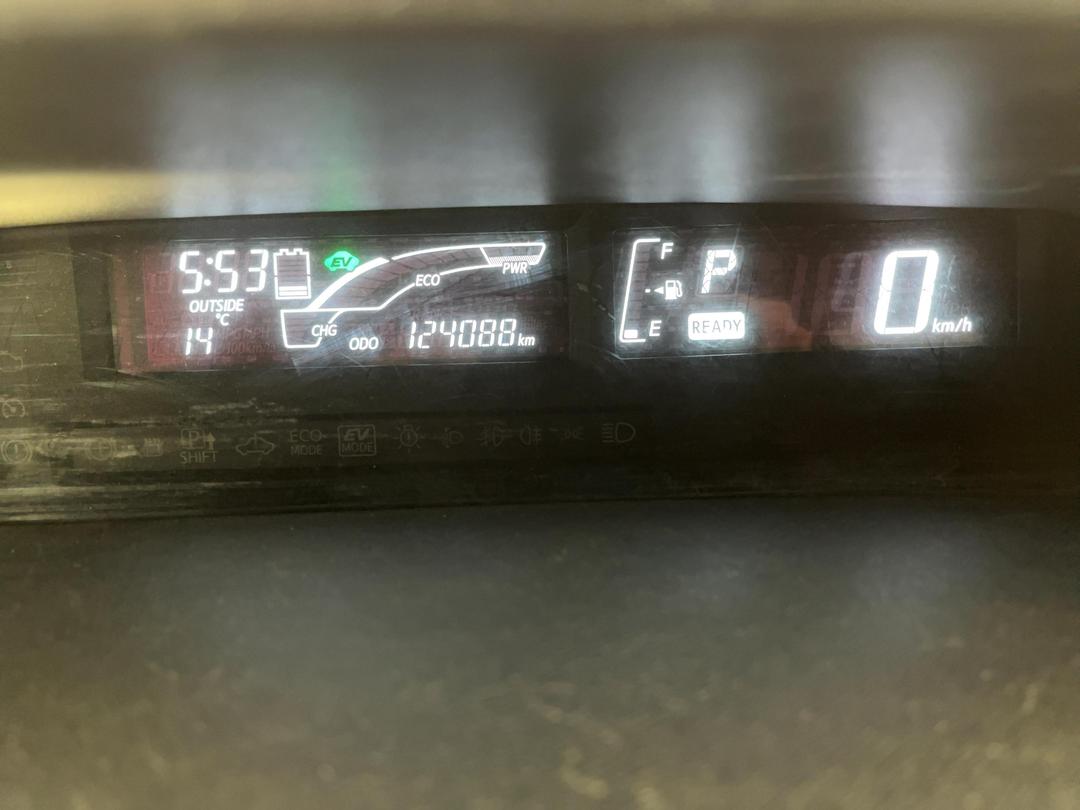 5:53
EV
OUTSIDE
°C
14
CHG
ECO
PWR
ODO 124088 km
F
E
P
READY
0 km/h
P
SHIFT
ECO
MODE
EV
MODE